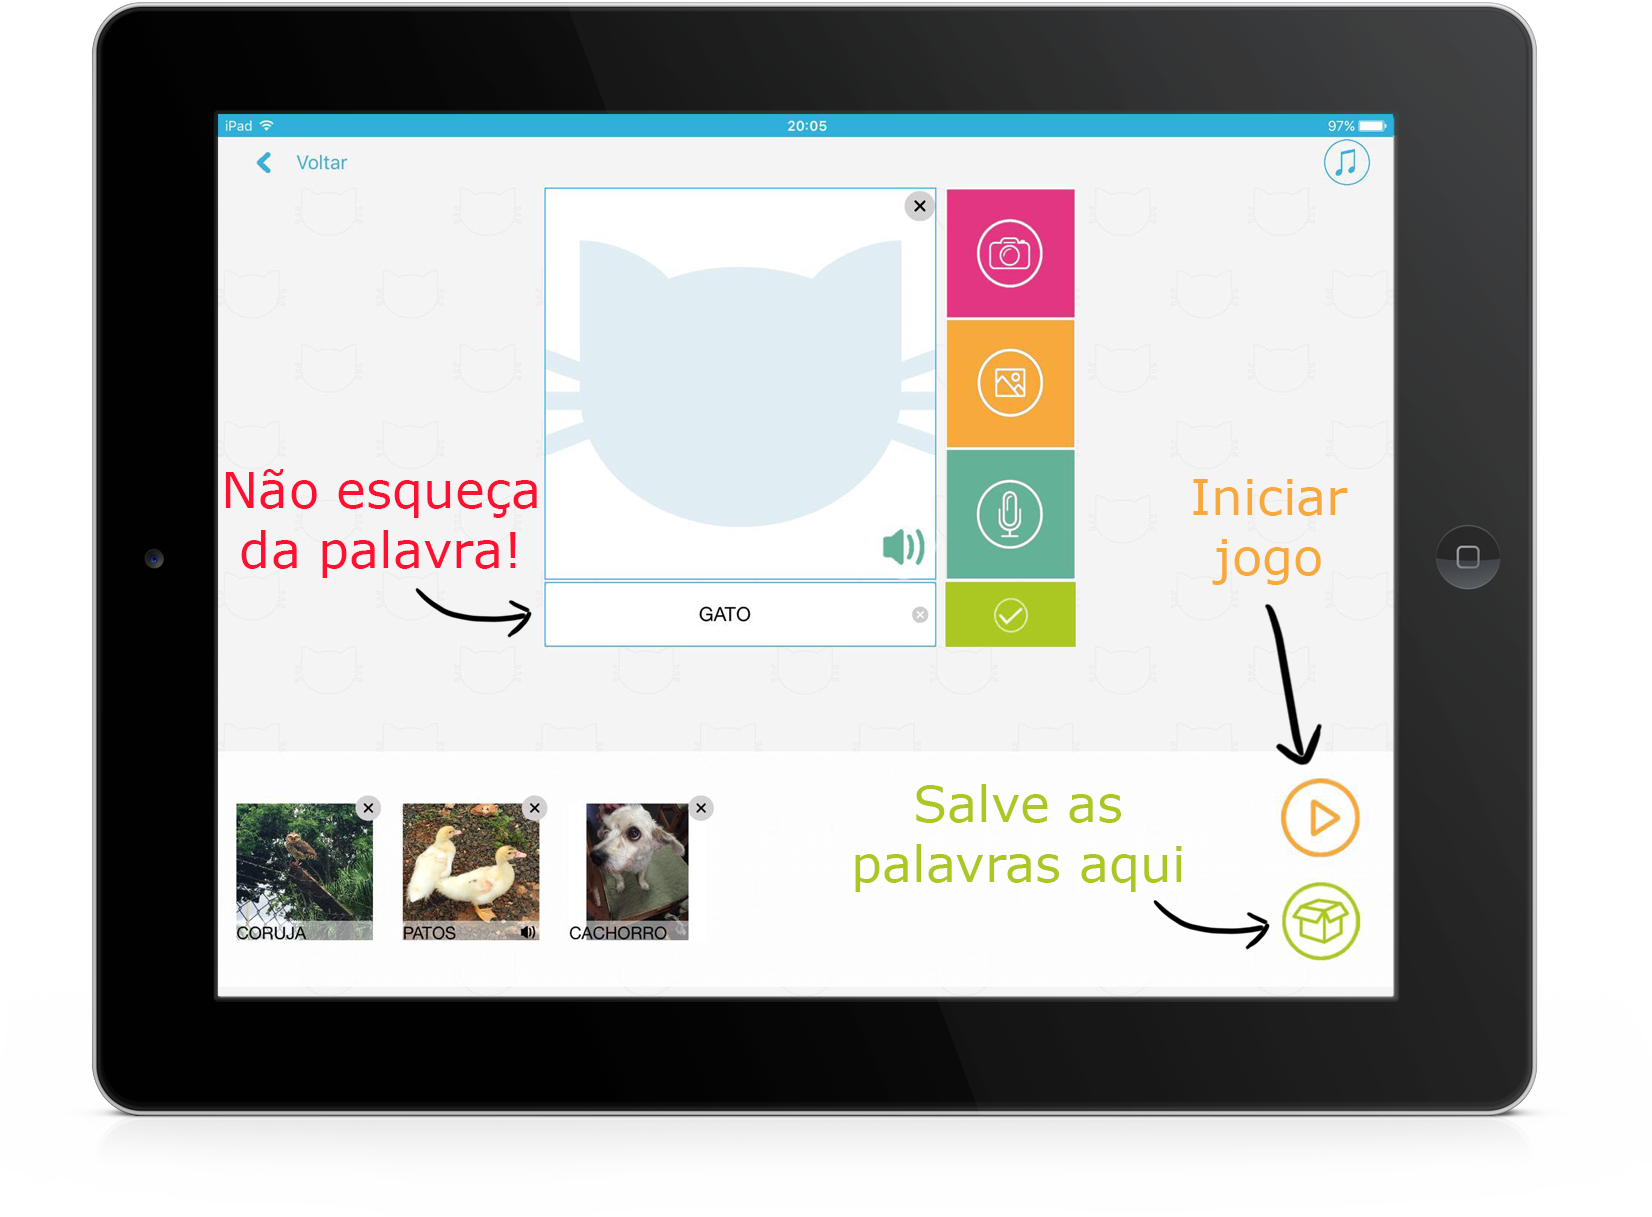 iPad
20:05
97%
Voltar
Não esqueça
da palavra!
GATO
Iniciar
jogo
Salve as
palavras aqui
CORUJA
PATOS
CACHORRO